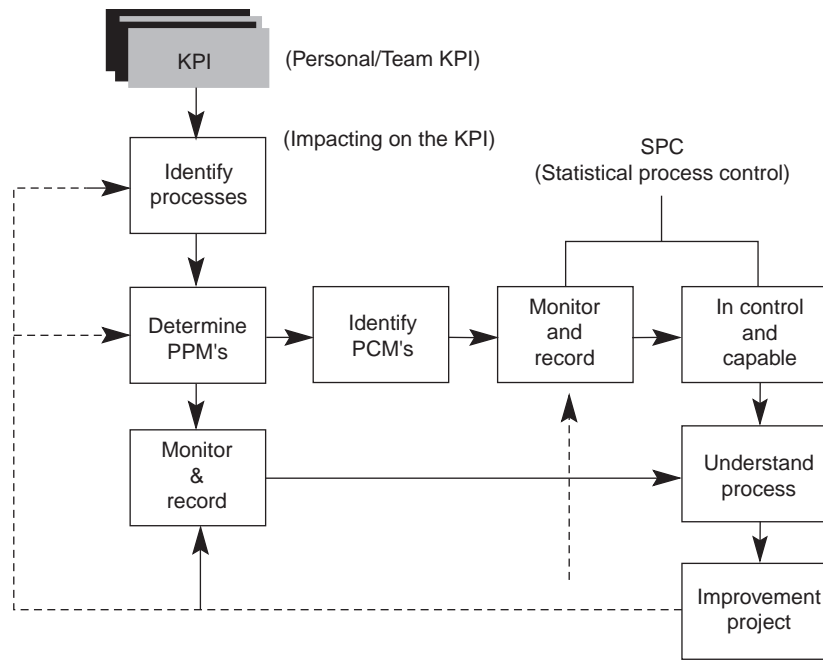 KPI
(Personal/Team KPI)
(Impacting on the KPI)
SPC
(Statistical process control)
Identify
processes
Determine
PPM's
Identify
PCM's
Monitor
and
record
In control
and
capable
Monitor
&
record
Understand
process
Improvement
project